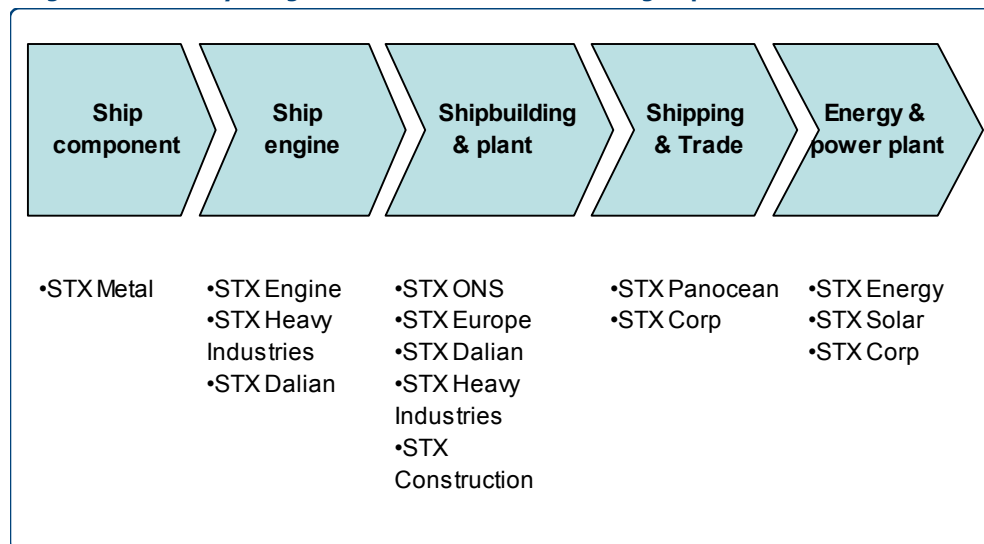 Ship
component
Ship
engine
Shipbuilding
& plant
Shipping
& Trade
Energy &
power plant
•STX Metal
•STX Engine
•STX Heavy
Industries
•STX Dalian
•STX ONS
•STX Europe
•STX Dalian
•STX Heavy
Industries
•STX
Construction
•STX Panocean
•STX Corp
•STX Energy
•STX Solar
•STX Corp